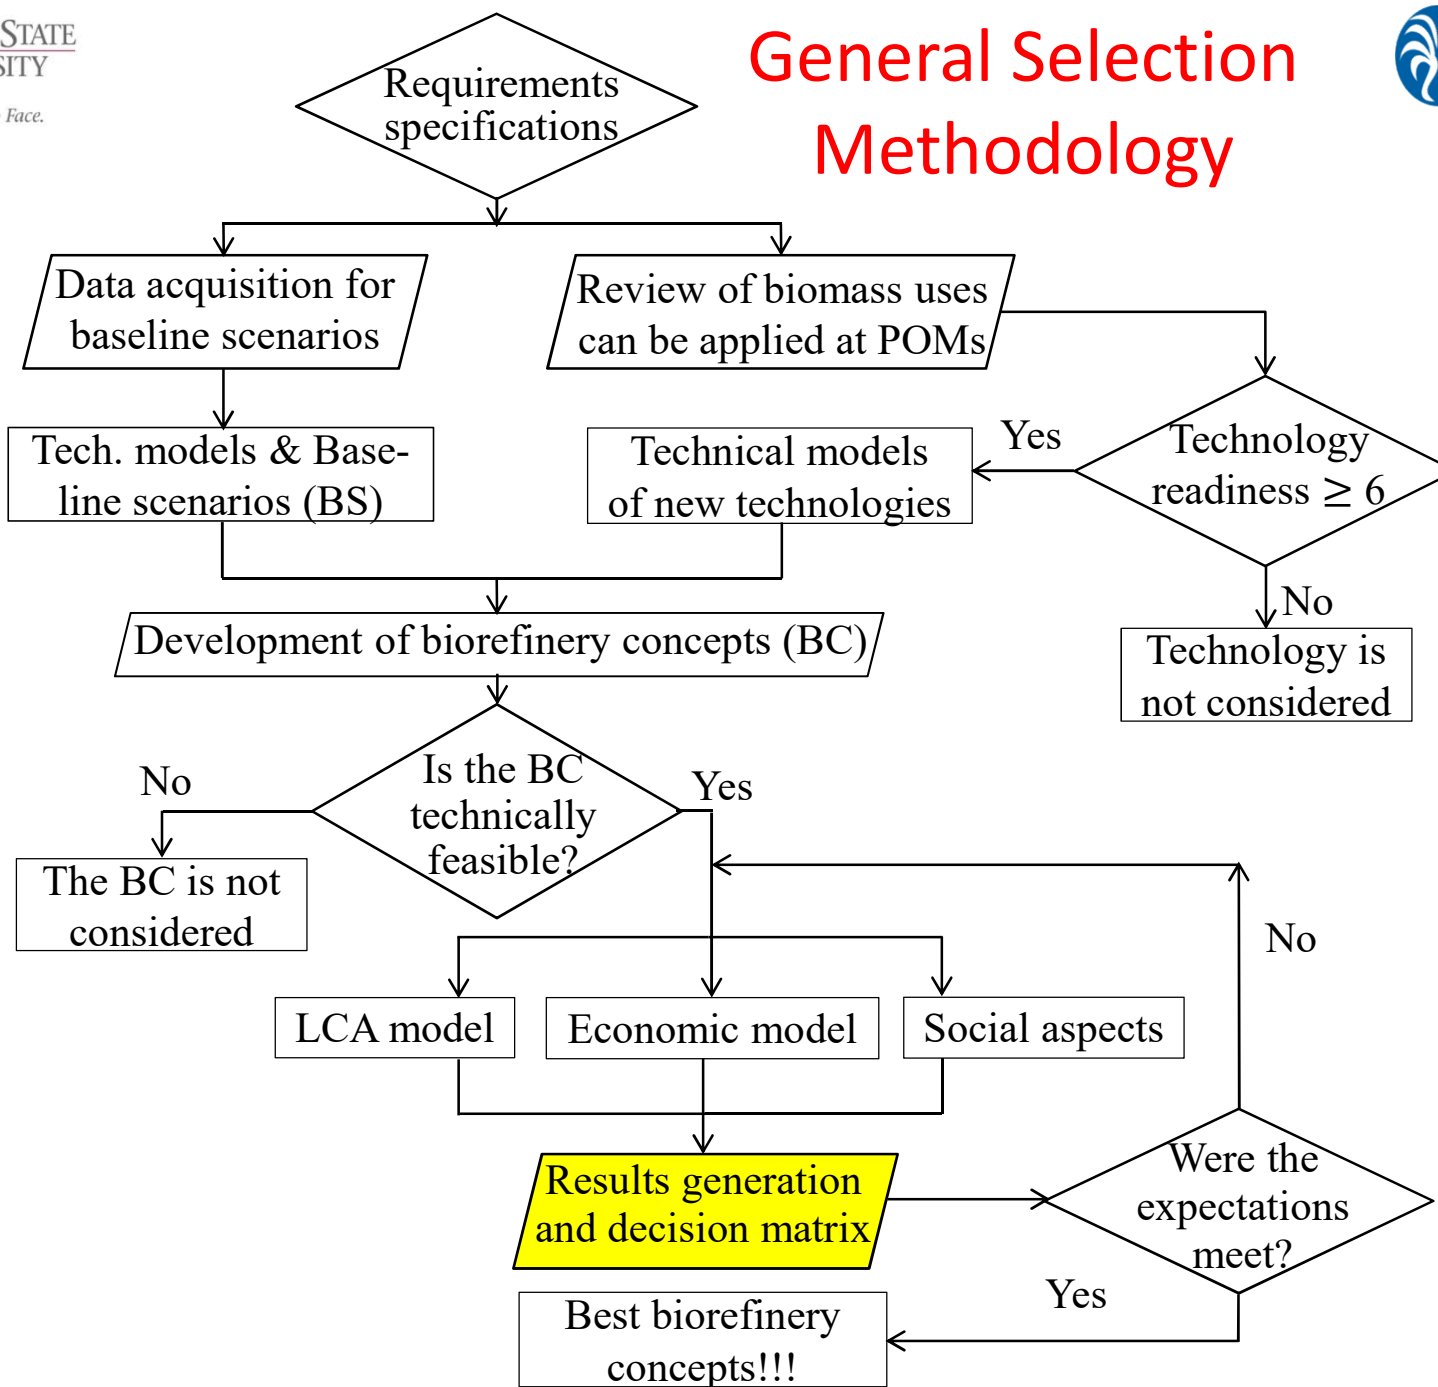 STATE
SITY
Face.
General Selection
Methodology
Requirements
specifications
Data acquisition for
baseline scenarios
Review of biomass uses
can be applied at POMs
Tech. models & Base-
line scenarios (BS)
Technical models
of new technologies
Yes
Technology
readiness ≥ 6
No
Technology is
not considered
Development of biorefinery concepts (BC)
Is the BC
technically
feasible?
No
Yes
The BC is not
considered
No
LCA model
Economic model
Social aspects
Results generation
and decision matrix
Were the
expectations
meet?
Yes
Best biorefinery
concepts!!!